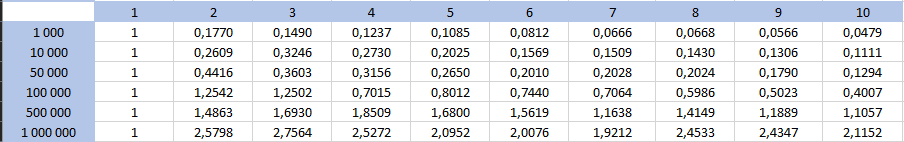 1 2 3 4 5 6 7 8 9 10
1 000 1 0,1770 0,1490 0,1237 0,1085 0,0812 0,0666 0,0668 0,0566 0,0479
10 000 1 0,2609 0,3246 0,2730 0,2025 0,1569 0,1509 0,1430 0,1306 0,1111
50 000 1 0,4416 0,3603 0,3156 0,2650 0,2010 0,2028 0,2024 0,1790 0,1294
100 000 1 1,2542 1,2502 0,7015 0,8012 0,7440 0,7064 0,5986 0,5023 0,4007
500 000 1 1,4863 1,6930 1,8509 1,6800 1,5619 1,1638 1,4149 1,1889 1,1057
1 000 000 1 2,5798 2,7564 2,5272 2,0952 2,0076 1,9212 2,4533 2,4347 2,1152